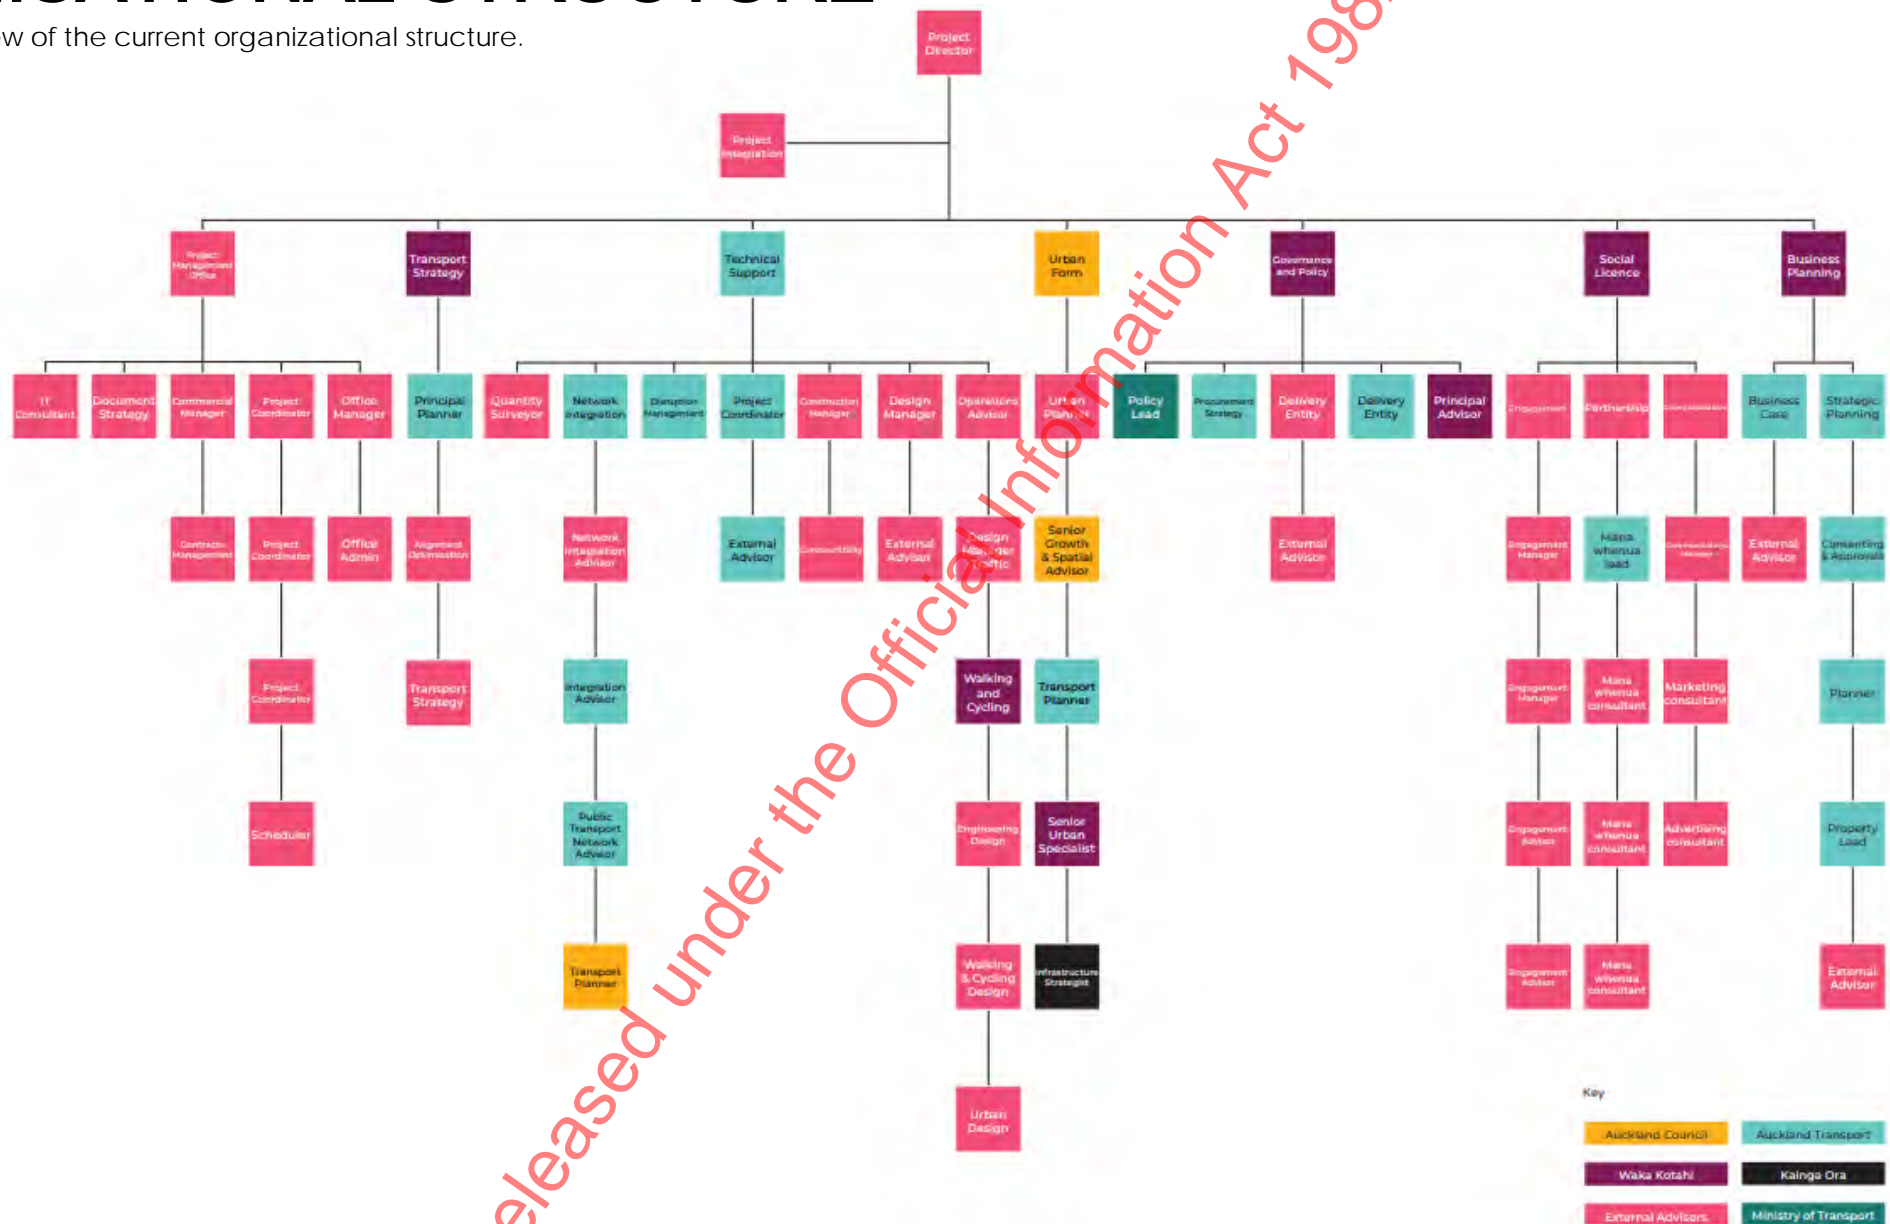 ew of the current organizational structure.
Project
Director
Project
Integration
Project
Management
Office
Transport
Strategy
Technical
Support
Urban
Form
Governance
and Policy
Social
Licence
Business
Planning
IT
Consultant
Document
Strategy
Commercial
Manager
Project
Coordinator
Office
Manager
Principal
Planner
Quantity
Surveyor
Network
Integration
Disruption
Management
Project
Coordinator
Construction
Manager
Design
Manager
Operations
Advisor
Urban
Planner
Policy
Lead
Procurement
Strategy
Delivery
Entity
Delivery
Entity
Principal
Advisor
Engagement
Partnership
Business
Case
Strategic
Planning
Contracts
Management
Project
Coordinator
Office
Admin
Alignment
Optimisation
Network
Integration
Advisor
External
Advisor
Constructibility
External
Advisor
Design
Manager
Traffic
Senior
Growth
& Spatial
Advisor
External
Advisor
Engagement
Manager
Mana
whenua
lead
Communications
Manager
External
Advisor
Consenting
& Approvals
Project
Coordinator
Transport
Strategy
Integration
Advisor
Walking
and
Cycling
Transport
Planner
Engagement
Manager
Mana
whenua
consultant
Marketing
consultant
Planner
Scheduler
Public
Transport
Network
Advisor
Engineering
Design
Senior
Urban
Specialist
Engagement
Advisor
Mana
whenua
consultant
Advertising
consultant
Property
Lead
Transport
Planner
Walking
& Cycling
Design
Infrastructure
Strategist
Engagement
Advisor
Mana
whenua
consultant
External
Advisor
Urban
Design
Key
Auckland Council
Auckland Transport
Waka Kotahi
Kainga Ora
External Advisors
Ministry of Transport
eleased under the Official Information Act 198